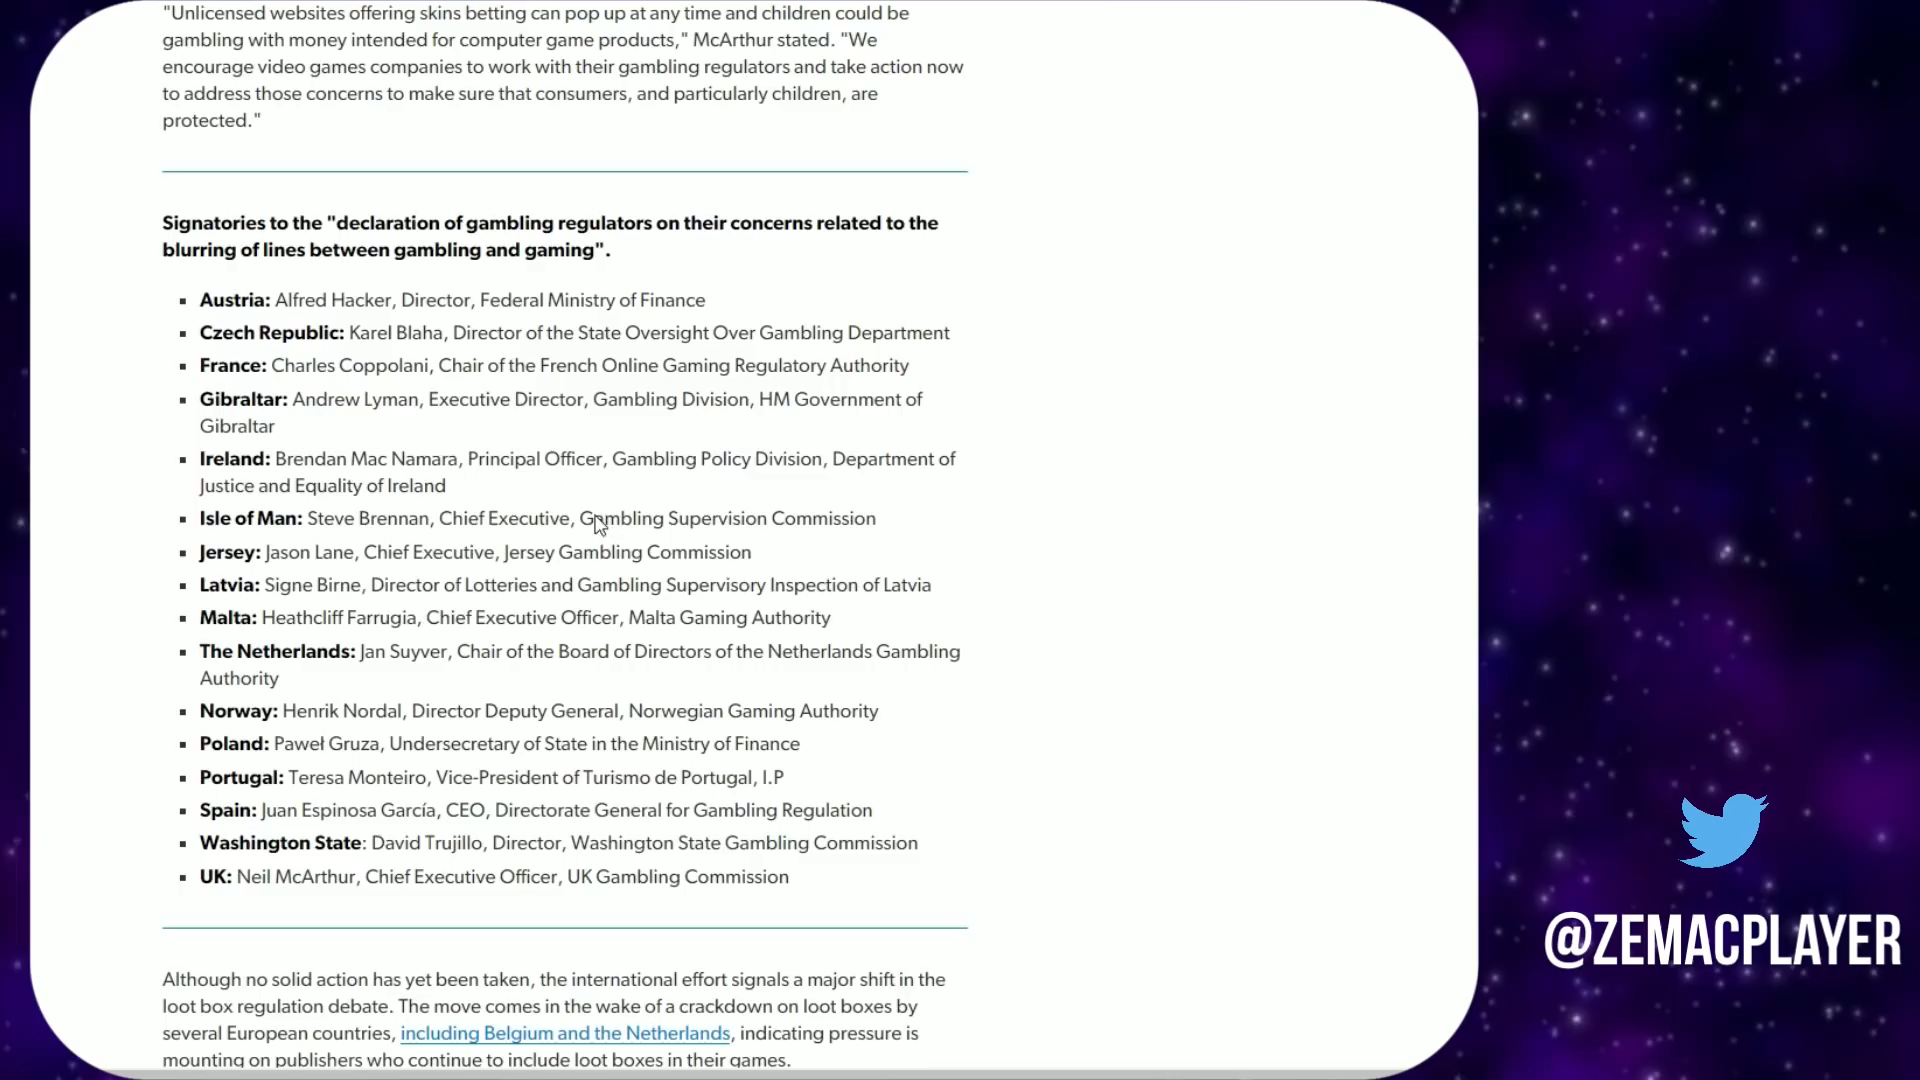 "Unlicensed websites offering skins betting can pop up at any time and children could be
gambling with money intended for computer game products," McArthur stated. "We
encourage video games companies to work with their gambling regulators and take action now
to address those concerns to make sure that consumers, and particularly children, are
protected."
Signatories to the "declaration of gambling regulators on their concerns related to the
blurring of lines between gambling and gaming".
Austria: Alfred Hacker, Director, Federal Ministry of Finance
Czech Republic: Karel Blaha, Director of the State Oversight Over Gambling Department
France: Charles Coppolani, Chair of the French Online Gaming Regulatory Authority
Gibraltar: Andrew Lyman, Executive Director, Gambling Division, HM Government of
Gibraltar
Ireland: Brendan Mac Namara, Principal Officer, Gambling Policy Division, Department of
Justice and Equality of Ireland
Isle of Man: Steve Brennan, Chief Executive, Gambling Supervision Commission
Jersey: Jason Lane, Chief Executive, Jersey Gambling Commission
Latvia: Signe Birne, Director of Lotteries and Gambling Supervisory Inspection of Latvia
Malta: Heathcliff Farrugia, Chief Executive Officer, Malta Gaming Authority
The Netherlands: Jan Suyver, Chair of the Board of Directors of the Netherlands Gambling
Authority
Norway: Henrik Nordal, Director Deputy General, Norwegian Gaming Authority
Poland: Paweł Gruza, Undersecretary of State in the Ministry of Finance
Portugal: Teresa Monteiro, Vice-President of Turismo de Portugal, I.P
Spain: Juan Espinosa García, CEO, Directorate General for Gambling Regulation
Washington State: David Trujillo, Director, Washington State Gambling Commission
UK: Neil McArthur, Chief Executive Officer, UK Gambling Commission
Although no solid action has yet been taken, the international effort signals a major shift in the
loot box regulation debate. The move comes in the wake of a crackdown on loot boxes by
several European countries, including Belgium and the Netherlands, indicating pressure is
mounting on publishers who continue to include loot boxes in their games.
@ZEMACPLAYER